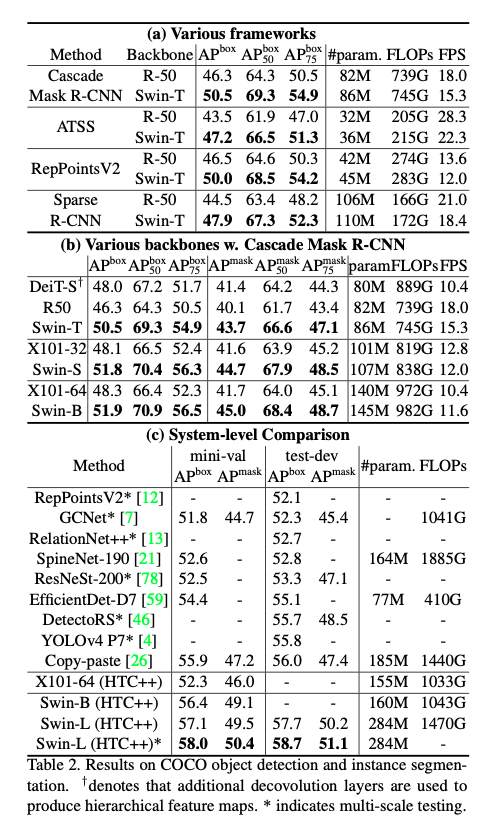 (a) Various frameworks
Method Backbone AP^box AP^box_50 AP^box_75 #param. FLOPs FPS
Cascade R-50 46.3 64.3 50.5 82M 739G 18.0
Mask R-CNN Swin-T 50.5 69.3 54.9 86M 745G 15.3
ATSS R-50 43.5 61.9 47.0 32M 205G 28.3
Swin-T 47.2 66.5 51.3 36M 215G 22.3
RepPointsV2 R-50 46.5 64.6 50.3 42M 274G 13.6
Swin-T 50.0 68.5 54.2 45M 283G 12.0
Sparse R-50 44.5 63.4 48.2 106M 166G 21.0
R-CNN Swin-T 47.9 67.3 52.3 110M 172G 18.4
(b) Various backbones w. Cascade Mask R-CNN
AP^box AP^box_50 AP^box_75 AP^mask AP^mask_50 AP^mask_75 param FLOPs FPS
DeiT-S† 48.0 67.2 51.7 41.4 64.2 44.3 80M 889G 10.4
R50 46.3 64.3 50.5 40.1 61.7 43.4 82M 739G 18.0
Swin-T 50.5 69.3 54.9 43.7 66.6 47.1 86M 745G 15.3
X101-32 48.1 66.5 52.4 41.6 63.9 45.2 101M 819G 12.8
Swin-S 51.8 70.4 56.3 44.7 67.9 48.5 107M 838G 12.0
X101-64 48.3 66.4 52.3 41.7 64.0 45.1 140M 972G 10.4
Swin-B 51.9 70.9 56.5 45.0 68.4 48.7 145M 982G 11.6
(c) System-level Comparison
Method mini-val test-dev #param. FLOPs
AP^box AP^mask AP^box AP^mask
RepPointsV2* [12] - - 52.1 - - -
GCNet* [7] 51.8 44.7 52.3 45.4 - 1041G
RelationNet++* [13] - - 52.7 - - -
SpineNet-190 [21] 52.6 - 52.8 - 164M 1885G
ResNeSt-200* [78] 52.5 - 53.3 47.1 - -
EfficientDet-D7 [59] 54.4 - 55.1 - 77M 410G
DetectoRS* [46] - - 55.7 48.5 - -
YOLOv4 P7* [4] - - 55.8 - - -
Copy-paste [26] 55.9 47.2 56.0 47.4 185M 1440G
X101-64 (HTC++) 52.3 46.0 - - 155M 1033G
Swin-B (HTC++) 56.4 49.1 - - 160M 1043G
Swin-L (HTC++) 57.1 49.5 57.7 50.2 284M 1470G
Swin-L (HTC++)* 58.0 50.4 58.7 51.1 284M -
Table 2. Results on COCO object detection and instance segmen-
tation. †denotes that additional decovolution layers are used to
produce hierarchical feature maps. * indicates multi-scale testing.